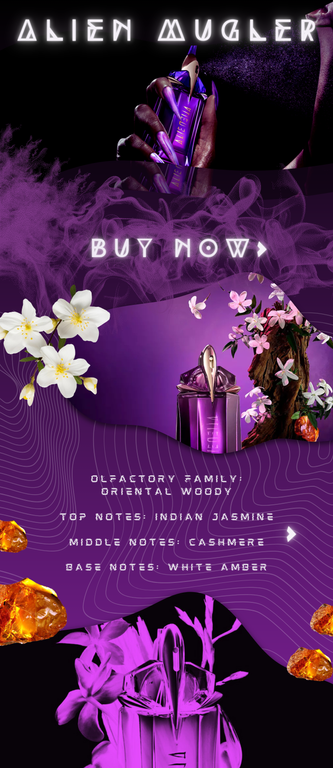 ALIEN MUGLER
BUY NOW
OLFACTORY FAMILY:
ORIENTAL WOODY
TOP NOTES: INDIAN JASMINE
MIDDLE NOTES: CASHMERE
BASE NOTES: WHITE AMBER